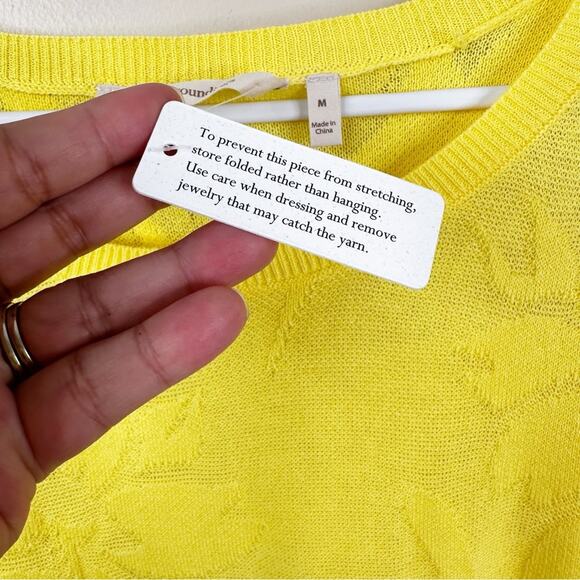 M
Made in
China
To prevent this piece from stretching,
store folded rather than hanging.
Use care when dressing and remove
jewelry that may catch the yarn.